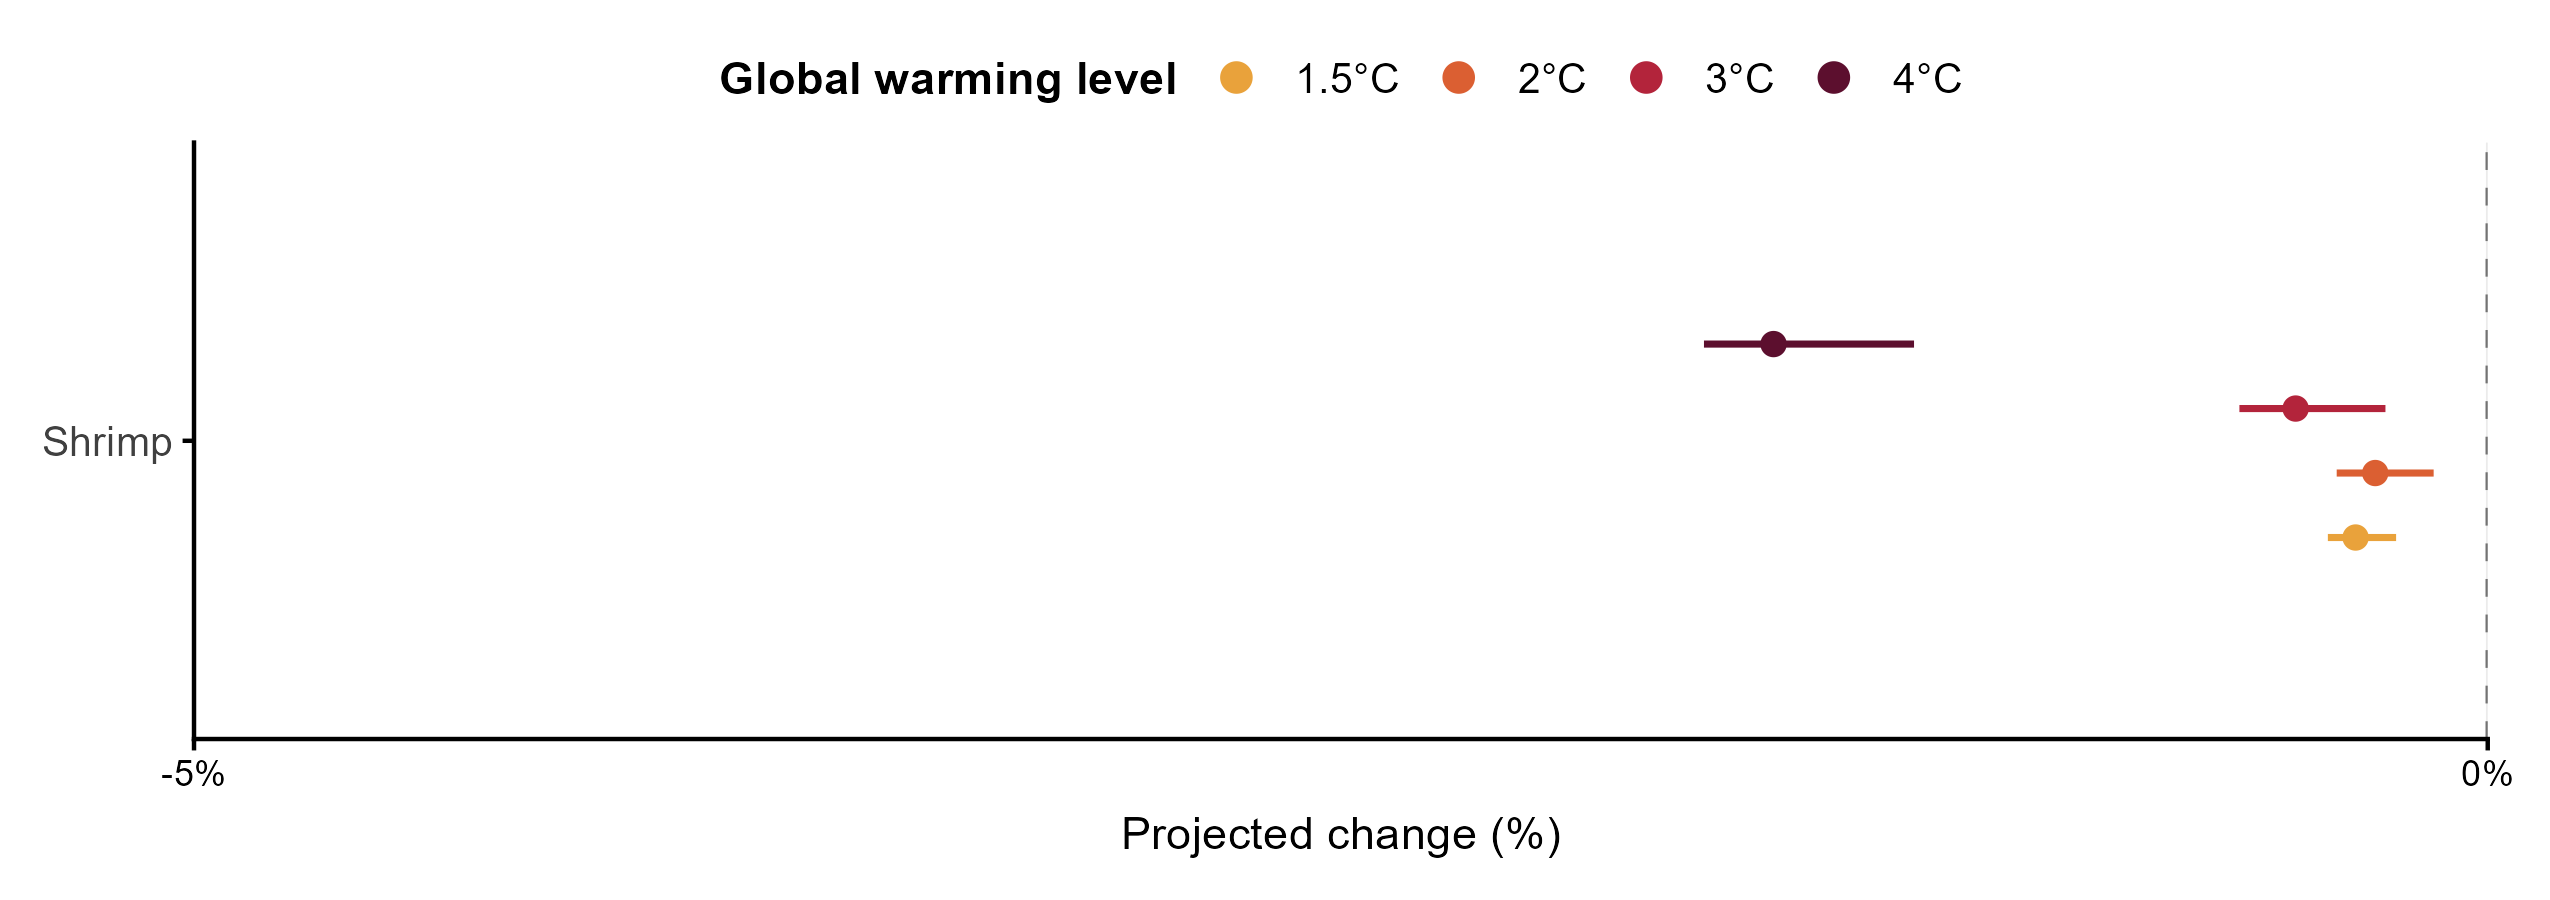 Global warming level 1.5°C 2°C 3°C 4°C
Shrimp
-5% 0%
Projected change (%)